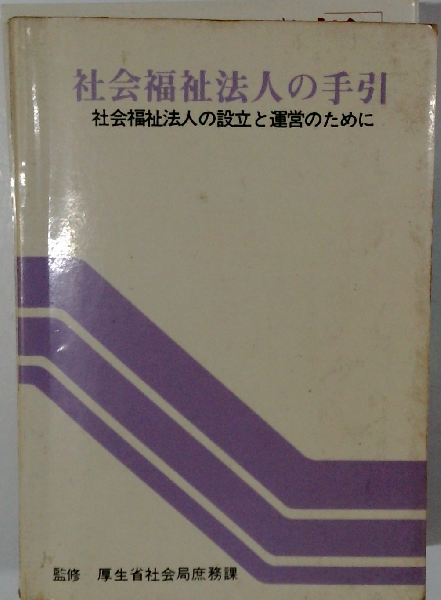 社会福祉法人の手引
社会福祉法人の設立と運営のために
監修 厚生省社会局庶務課